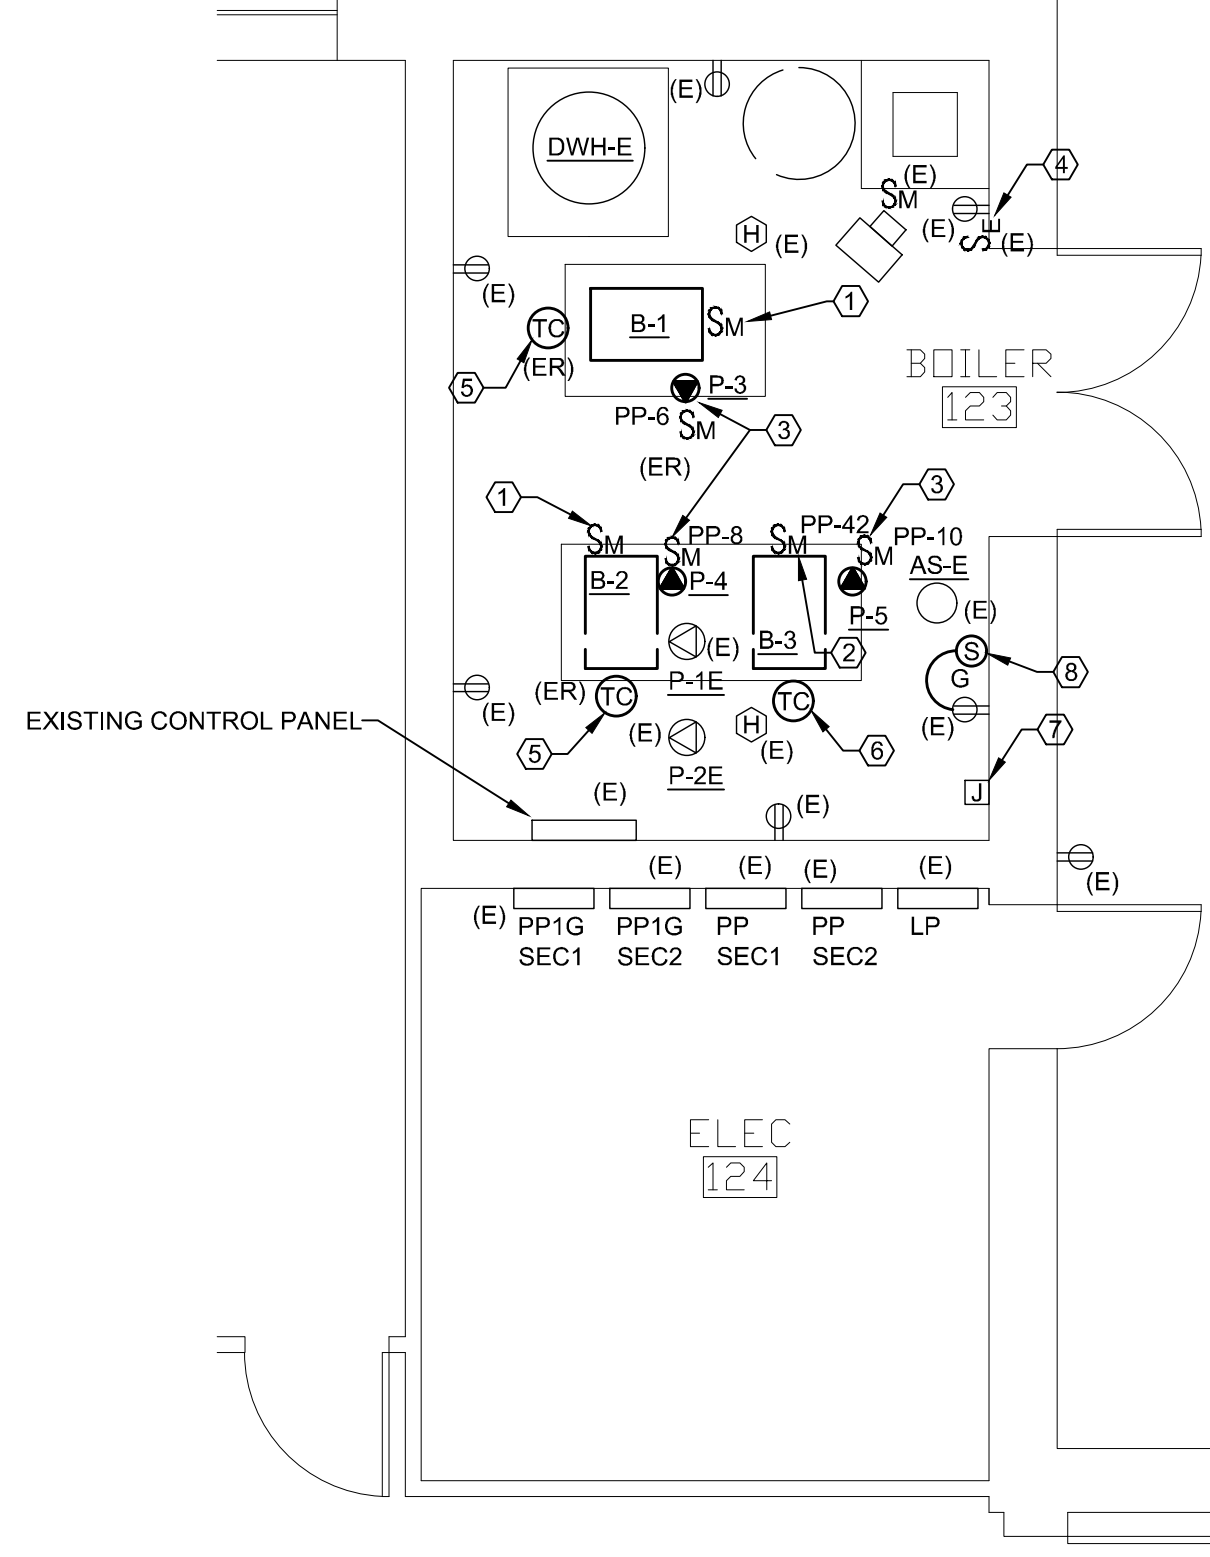 (E)
DWH-E
4
(E)
SM
(E)
SE
(E)
H
(E)
(E)
1
B-1
SM
TC
(ER)
BOILER
123
5
P-3
PP-6
SM
3
(ER)
1
3
SM
PP-8
SM
SM
PP-42
SM
PP-10
AS-E
B-2
P-4
(E)
P-5
B-3
(E)
2
S
8
P-1E
G
(ER)
TC
TC
(E)
EXISTING CONTROL PANEL
5
(E)
H
(E)
6
(E)
7
P-2E
(E)
J
(E)
(E)
(E)
(E)
(E)
(E)
(E)
PP1G
SEC1
PP1G
SEC2
PP
SEC1
PP
SEC2
LP
ELEC
124